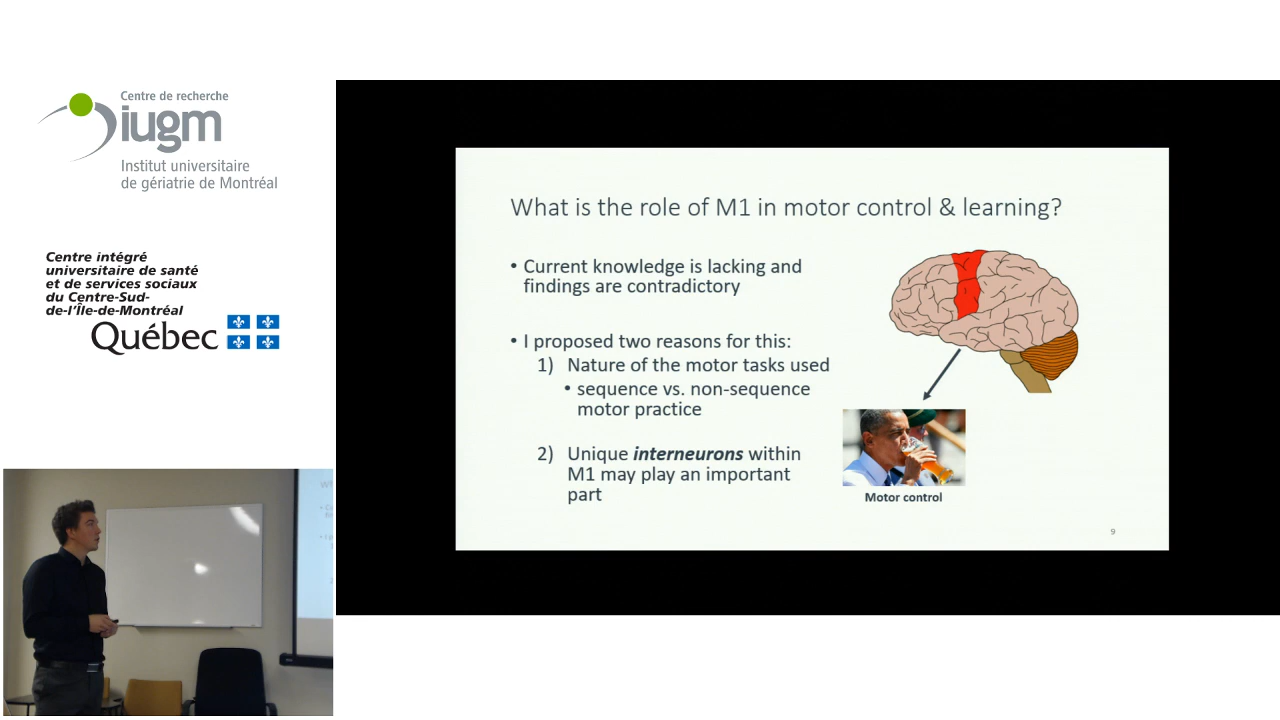 Centre de recherche
iugm
Institut universitaire
de gériatrie de Montréal
Centre intégré
universitaire de santé
et de services sociaux
du Centre-Sud-
de-l'Île-de-Montréal
Québec
What is the role of M1 in motor control & learning?
• Current knowledge is lacking and
findings are contradictory
• I proposed two reasons for this:
1) Nature of the motor tasks used
• sequence vs. non-sequence
motor practice
2) Unique interneurons within
M1 may play an important
part
Motor control
9